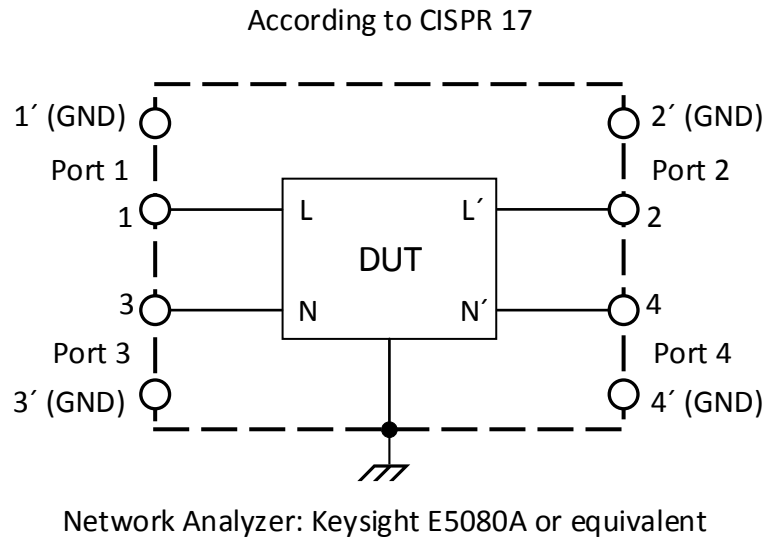 According to CISPR 17
1´ (GND)
2´ (GND)
Port 1
Port 2
1
L
L´
2
DUT
3
N
N´
4
Port 3
Port 4
3´ (GND)
4´ (GND)
Network Analyzer: Keysight E5080A or equivalent